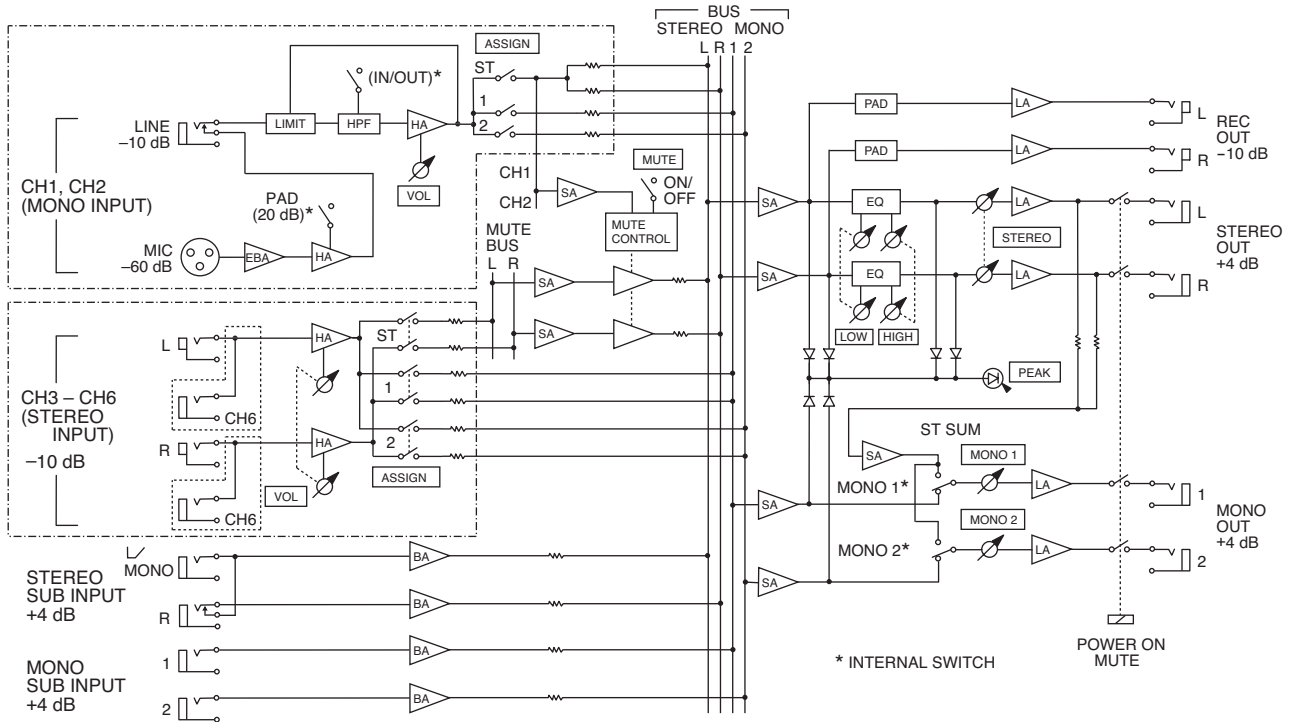 BUS
STEREO MONO
L R 1 2
ASSIGN
ST
1
2
(IN/OUT)*
LINE
–10 dB
LIMIT
HPF
HA
VOL
CH1, CH2
(MONO INPUT)
PAD
(20 dB)*
MIC
–60 dB
EBA
HA
CH1
CH2
SA
MUTE
ON/
OFF
MUTE
CONTROL
MUTE
BUS
L R
SA
SA
CH3 – CH6
(STEREO
INPUT)
–10 dB
L
CH6
R
CH6
HA
HA
VOL
ST
1
2
ASSIGN
STEREO
SUB INPUT
+4 dB
MONO
L/
R
BA
BA
MONO
SUB INPUT
+4 dB
1
2
BA
BA
SA
SA
SA
SA
PAD
PAD
LA
LA
L
R
REC
OUT
–10 dB
EQ
EQ
LOW
HIGH
STEREO
LA
LA
L
R
STEREO
OUT
+4 dB
PEAK
ST SUM
SA
MONO 1*
MONO 2*
MONO 1
MONO 2
LA
LA
1
2
MONO
OUT
+4 dB
POWER ON
MUTE
* INTERNAL SWITCH